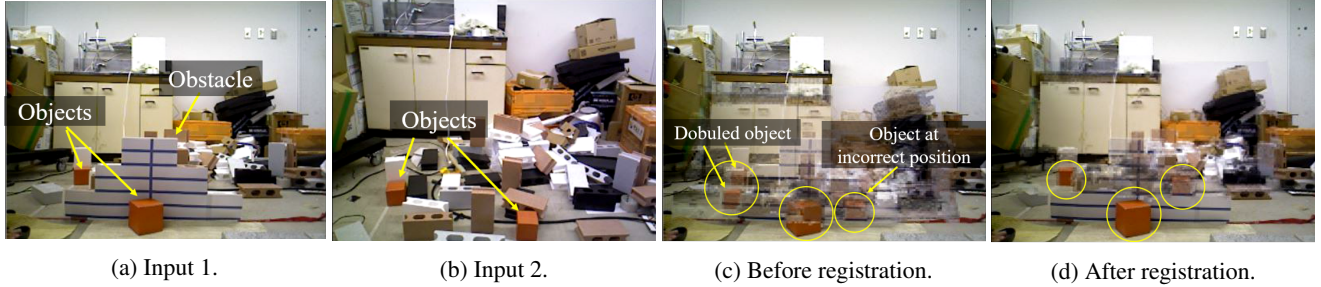 Obstacle
Objects
Objects
Dobuled object
Object at
incorrect position
(a) Input 1.
(b) Input 2.
(c) Before registration.
(d) After registration.